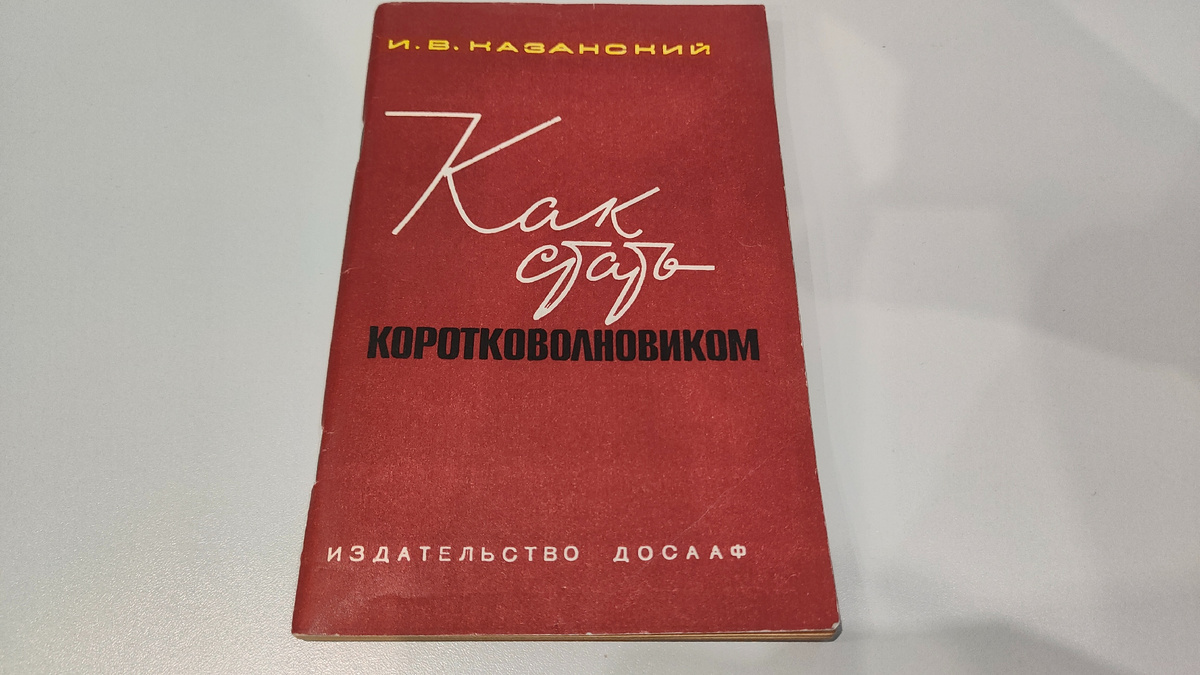 И.В.КАЗАНСКИЙ
Как
стать
КОРОТКОВОЛНОВИКОМ
ИЗДАТЕЛЬСТВО ДОСААФ